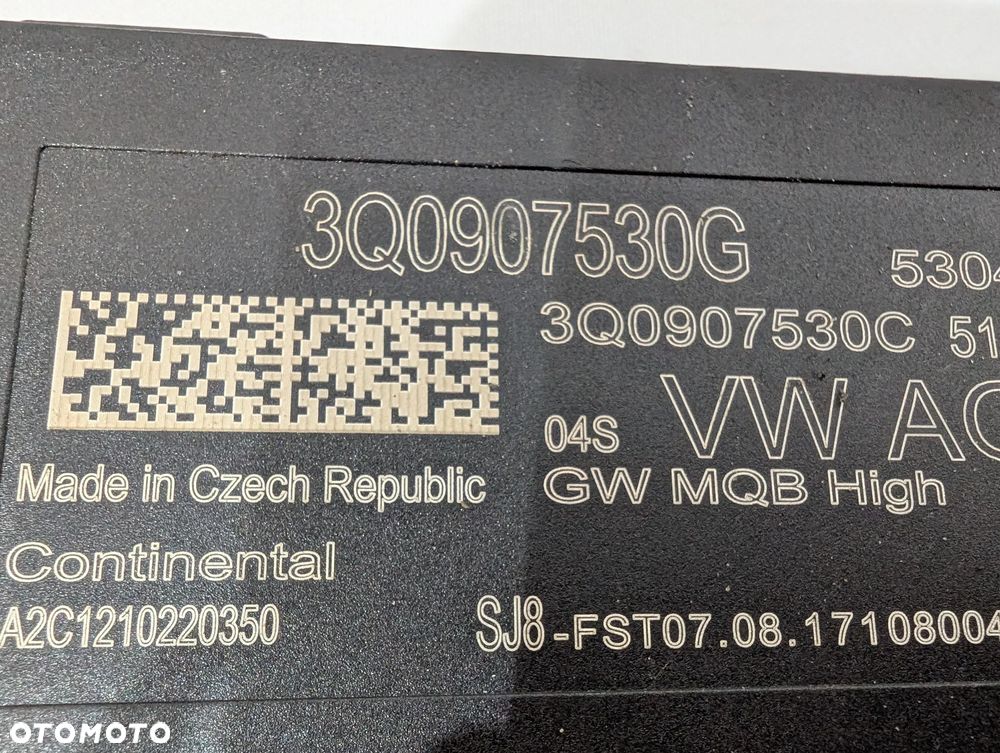 3Q0907530G
5304
3Q0907530C 51
04S VW AG
GW MQB High
Made in Czech Republic
Continental
A2C1210220350
SJ8-FST07.08.17108004
OTOMOTO